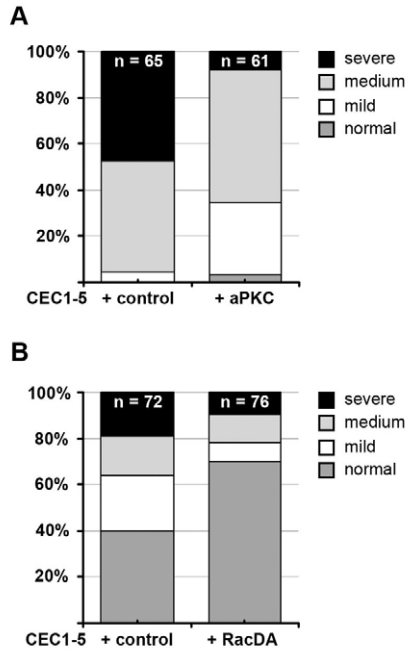 A
100%
80%
60%
40%
20%
n = 65
n = 61
severe
medium
mild
normal
CEC1-5 + control + aPKC
B
100%
80%
60%
40%
20%
n = 72
n = 76
severe
medium
mild
normal
CEC1-5 + control + RacDA